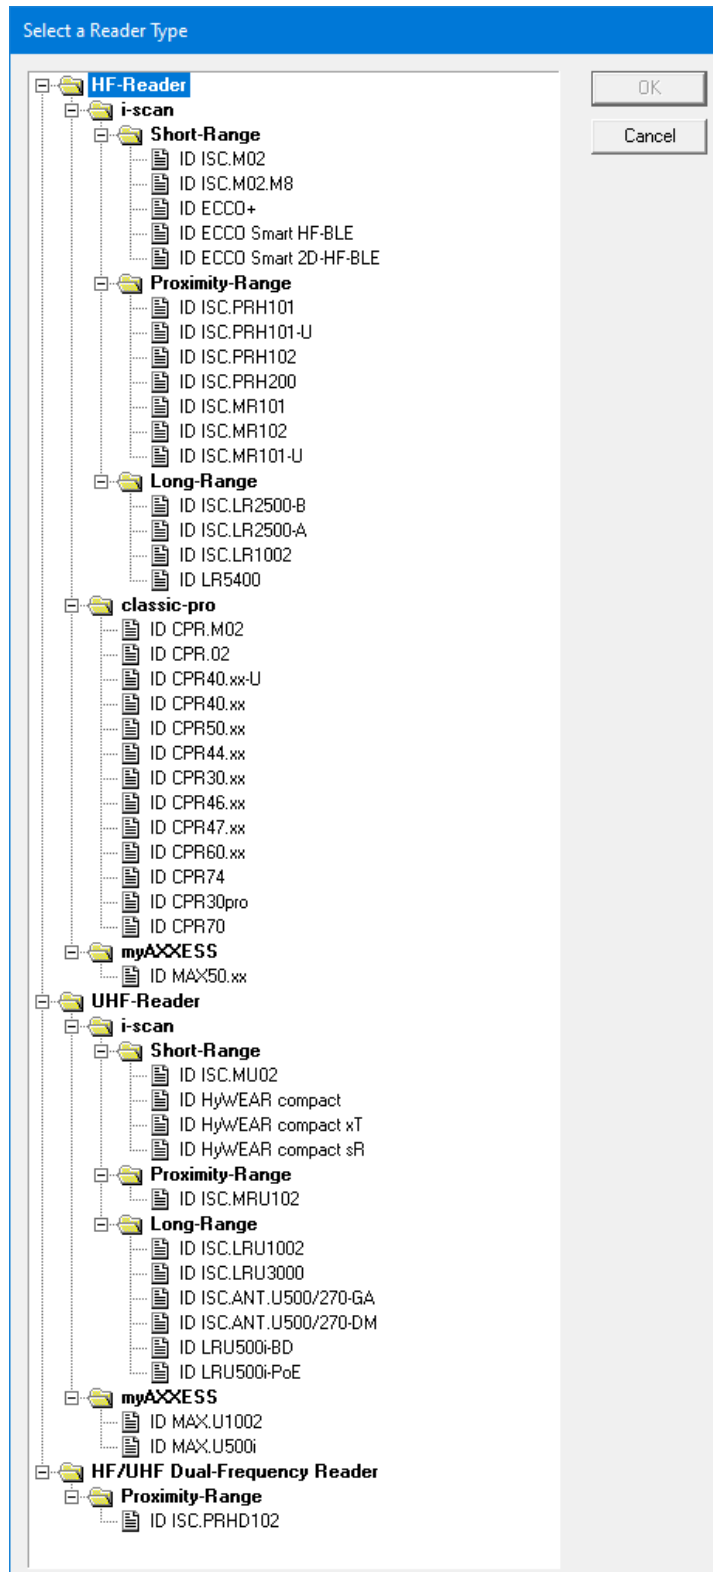 Select a Reader Type
HF-Reader
OK
i-scan
Short-Range
Cancel
ID ISC.M02
ID ISC.M02.M8
ID ECCO+
ID ECCO Smart HF-BLE
ID ECCO Smart 2D-HF-BLE
Proximity-Range
ID ISC.PRH101
ID ISC.PRH101-U
ID ISC.PRH102
ID ISC.PRH200
ID ISC.MR101
ID ISC.MR102
ID ISC.MR101-U
Long-Range
ID ISC.LR2500-B
ID ISC.LR2500-A
ID ISC.LR1002
ID LR5400
classic-pro
ID CPR.M02
ID CPR.02
ID CPR40.xx-U
ID CPR40.xx
ID CPR50.xx
ID CPR44.xx
ID CPR30.xx
ID CPR46.xx
ID CPR47.xx
ID CPR60.xx
ID CPR74
ID CPR30pro
ID CPR70
myAXXESS
ID MAX50.xx
UHF-Reader
i-scan
Short-Range
ID ISC.MU02
ID HyWEAR compact
ID HyWEAR compact xT
ID HyWEAR compact sR
Proximity-Range
ID ISC.MRU102
Long-Range
ID ISC.LRU1002
ID ISC.LRU3000
ID ISC.ANT.U500/270-GA
ID ISC.ANT.U500/270-DM
ID LRU500i-BD
ID LRU500i-PoE
myAXXESS
ID MAX.U1002
ID MAX.U500i
HF/UHF Dual-Frequency Reader
Proximity-Range
ID ISC.PRHD102